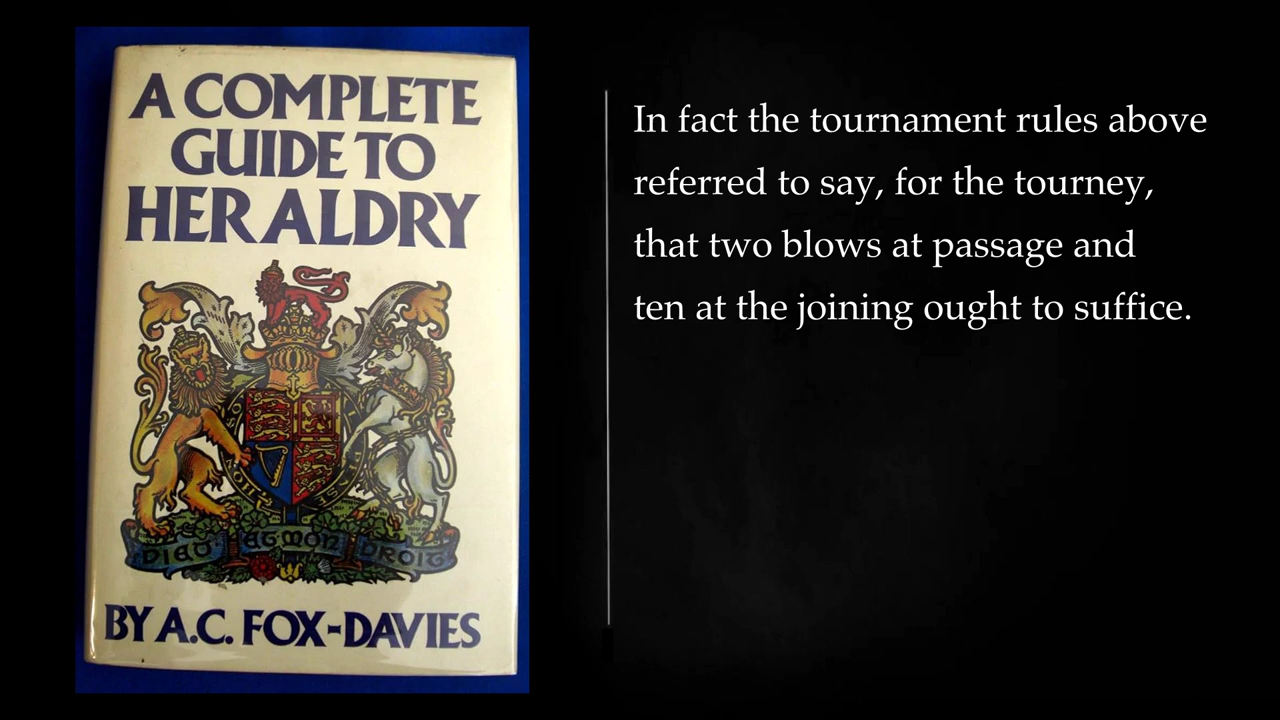 A COMPLETE
GUIDE TO
HERALDRY
DIEU ET MON DROIT
BY A.C. FOX-DAVIES
In fact the tournament rules above
referred to say, for the tourney,
that two blows at passage and
ten at the joining ought to suffice.